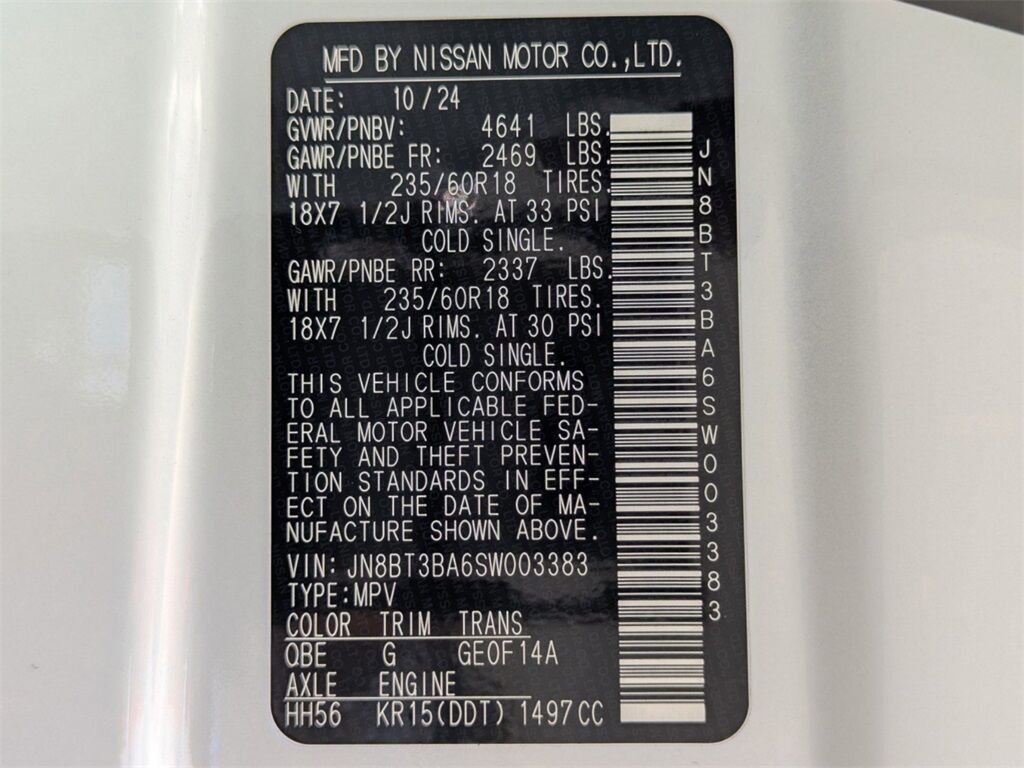 MFD BY NISSAN MOTOR CO.,LTD.
DATE: 10/24
GVWR/PNBV: 4641 LBS.
GAWR/PNBE FR: 2469 LBS.
WITH 235/60R18 TIRES.
18X7 1/2J RIMS. AT 33 PSI
COLD SINGLE.
GAWR/PNBE RR: 2337 LBS.
WITH 235/60R18 TIRES.
18X7 1/2J RIMS. AT 30 PSI
COLD SINGLE.
THIS VEHICLE CONFORMS
TO ALL APPLICABLE FED-
ERAL MOTOR VEHICLE SA-
FETY AND THEFT PREVEN-
TION STANDARDS IN EFF-
ECT ON THE DATE OF MA-
NUFACTURE SHOWN ABOVE.
VIN: JN8BT3BA6SW003383
TYPE:MPV
COLOR TRIM TRANS
QBE G GE0F14A
AXLE ENGINE
HH56 KR15(DDT) 1497CC
JN8BT3BA6SW003383